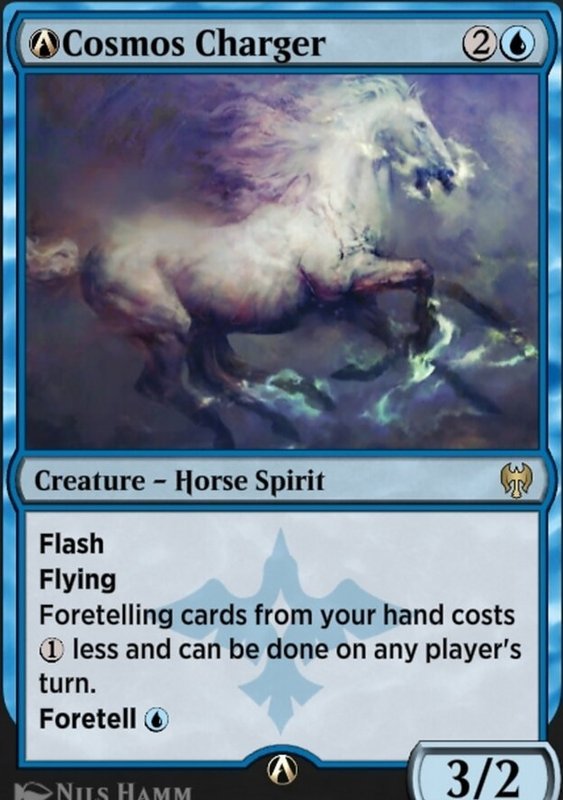 Cosmos Charger 2
Creature – Horse Spirit
Flash
Flying
Foretelling cards from your hand costs
1 less and can be done on any player's
turn.
Foretell
Nils Hamm
3/2